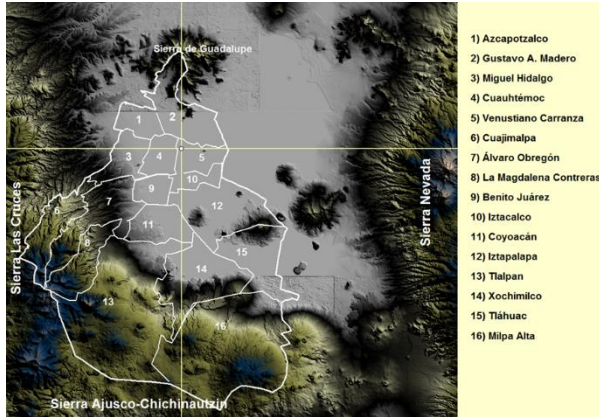 Sierra de Guadalupe
1
2
3
4
5
6
7
8
9
10
11
12
13
14
15
16
Sierra Las Cruces
Sierra Nevada
Sierra Ajusco-Chichinautzin
1) Azcapotzalco
2) Gustavo A. Madero
3) Miguel Hidalgo
4) Cuauhtémoc
5) Venustiano Carranza
6) Cuajimalpa
7) Álvaro Obregón
8) La Magdalena Contreras
9) Benito Juárez
10) Iztacalco
11) Coyoacán
12) Iztapalapa
13) Tlalpan
14) Xochimilco
15) Tláhuac
16) Milpa Alta